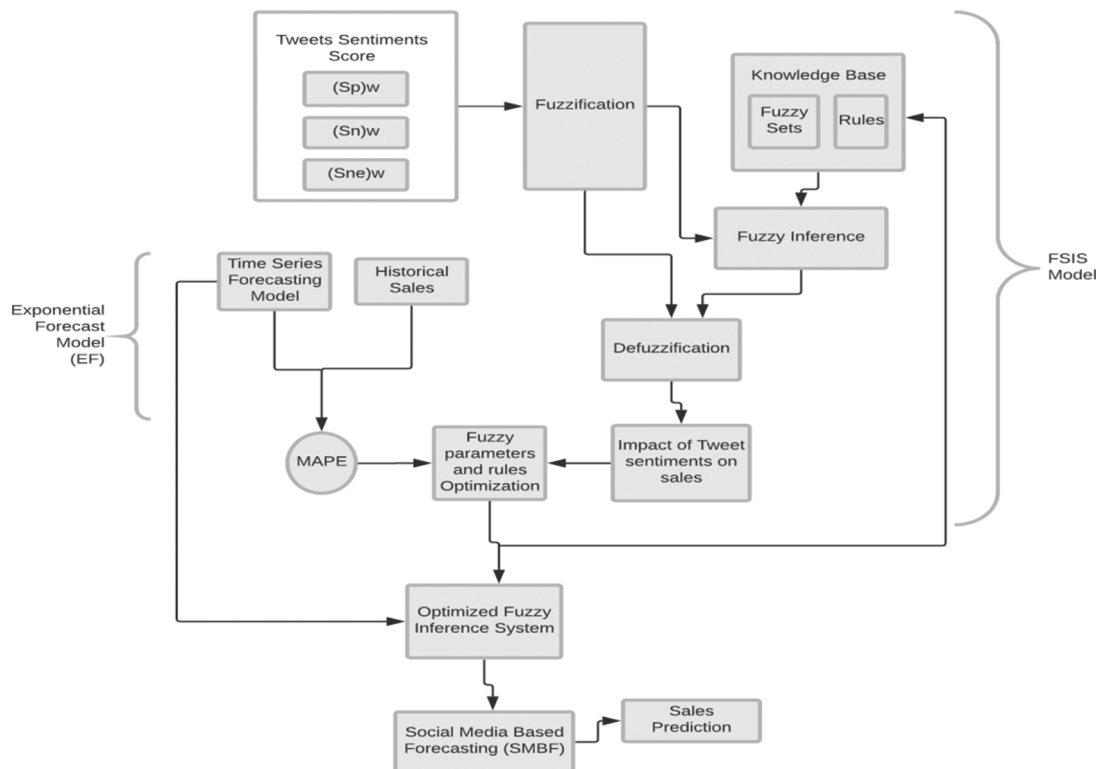 Tweets Sentiments
Score
(Sp)w
(Sn)w
(Sne)w
Fuzzification
Knowledge Base
Fuzzy
Sets
Rules
Fuzzy Inference
FSIS
Model
Time Series
Forecasting
Model
Historical
Sales
Exponential
Forecast
Model
(EF)
Defuzzification
MAPE
Fuzzy
parameters
and rules
Optimization
Impact of Tweet
sentiments on
sales
Optimized Fuzzy
Inference System
Social Media Based
Forecasting (SMBF)
Sales
Prediction